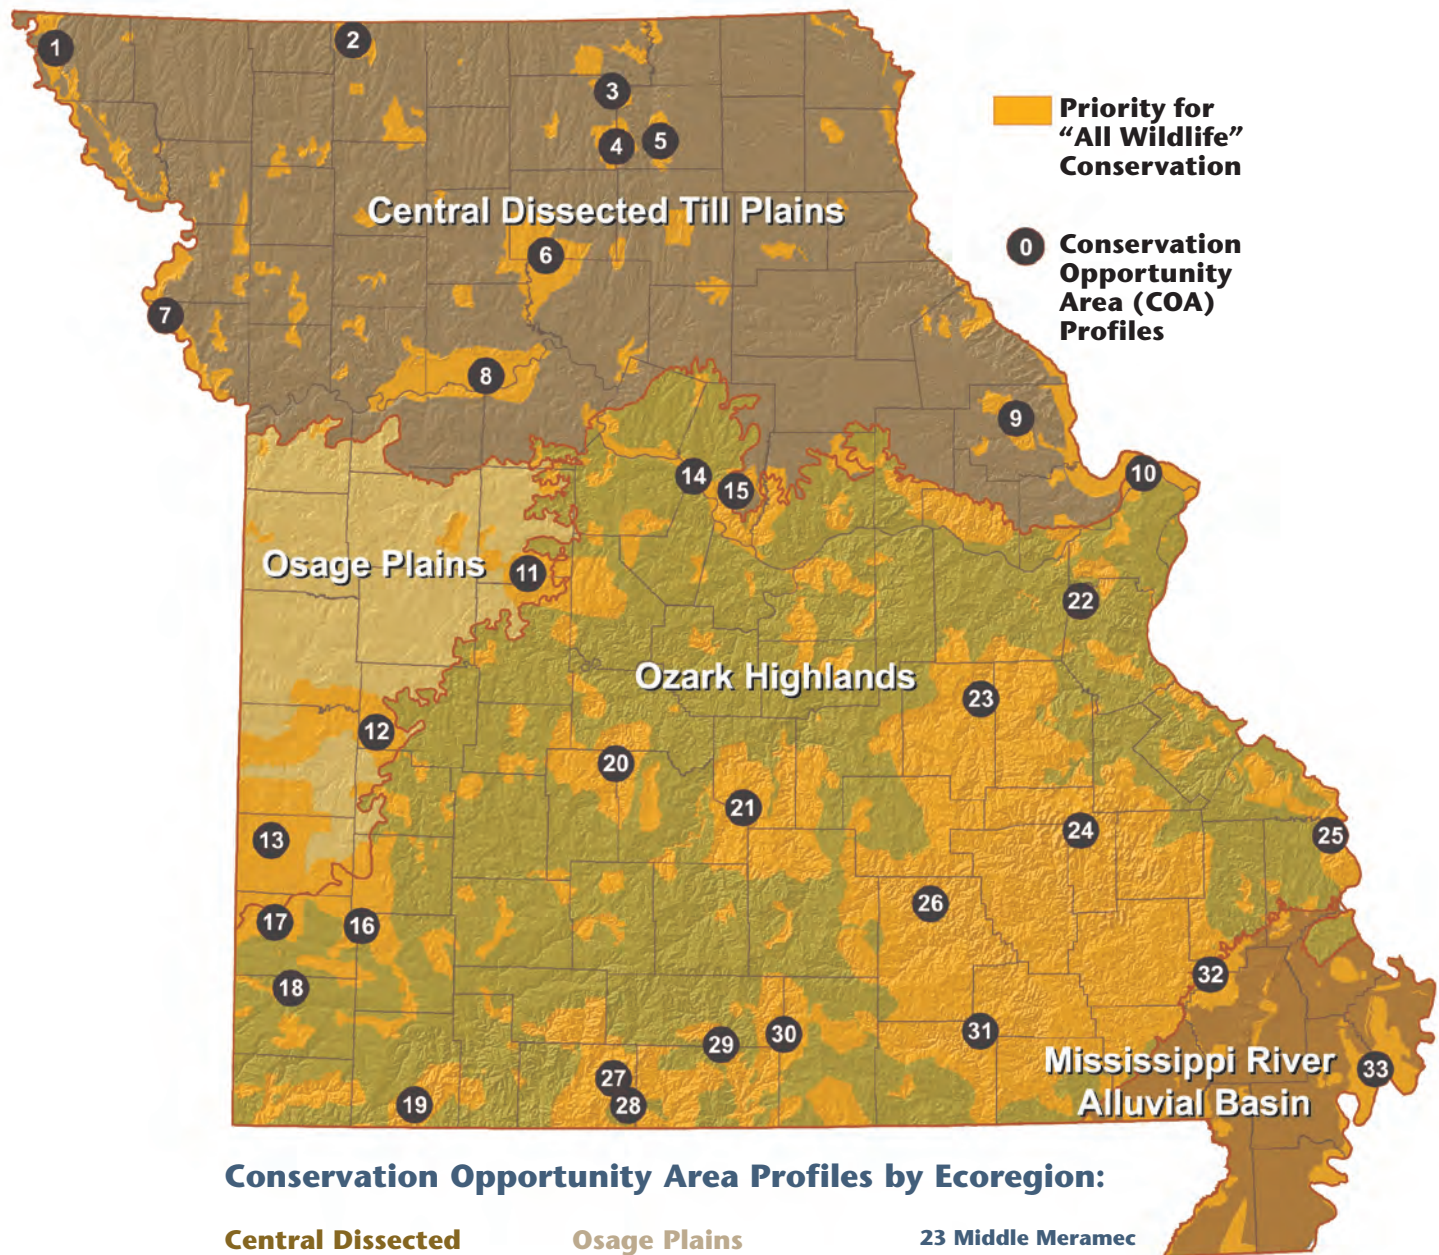 1
2
3
4
5
Priority for
“All Wildlife”
Conservation
Central Dissected Till Plains
0
Conservation
Opportunity
Area (COA)
Profiles
6
7
8
9
10
14
15
Osage Plains
11
22
Ozark Highlands
23
12
20
21
13
24
25
26
17
16
18
32
31
30
29
Mississippi River
Alluvial Basin
33
27
28
19
Conservation Opportunity Area Profiles by Ecoregion:
Central Dissected
Osage Plains
23 Middle Meramec